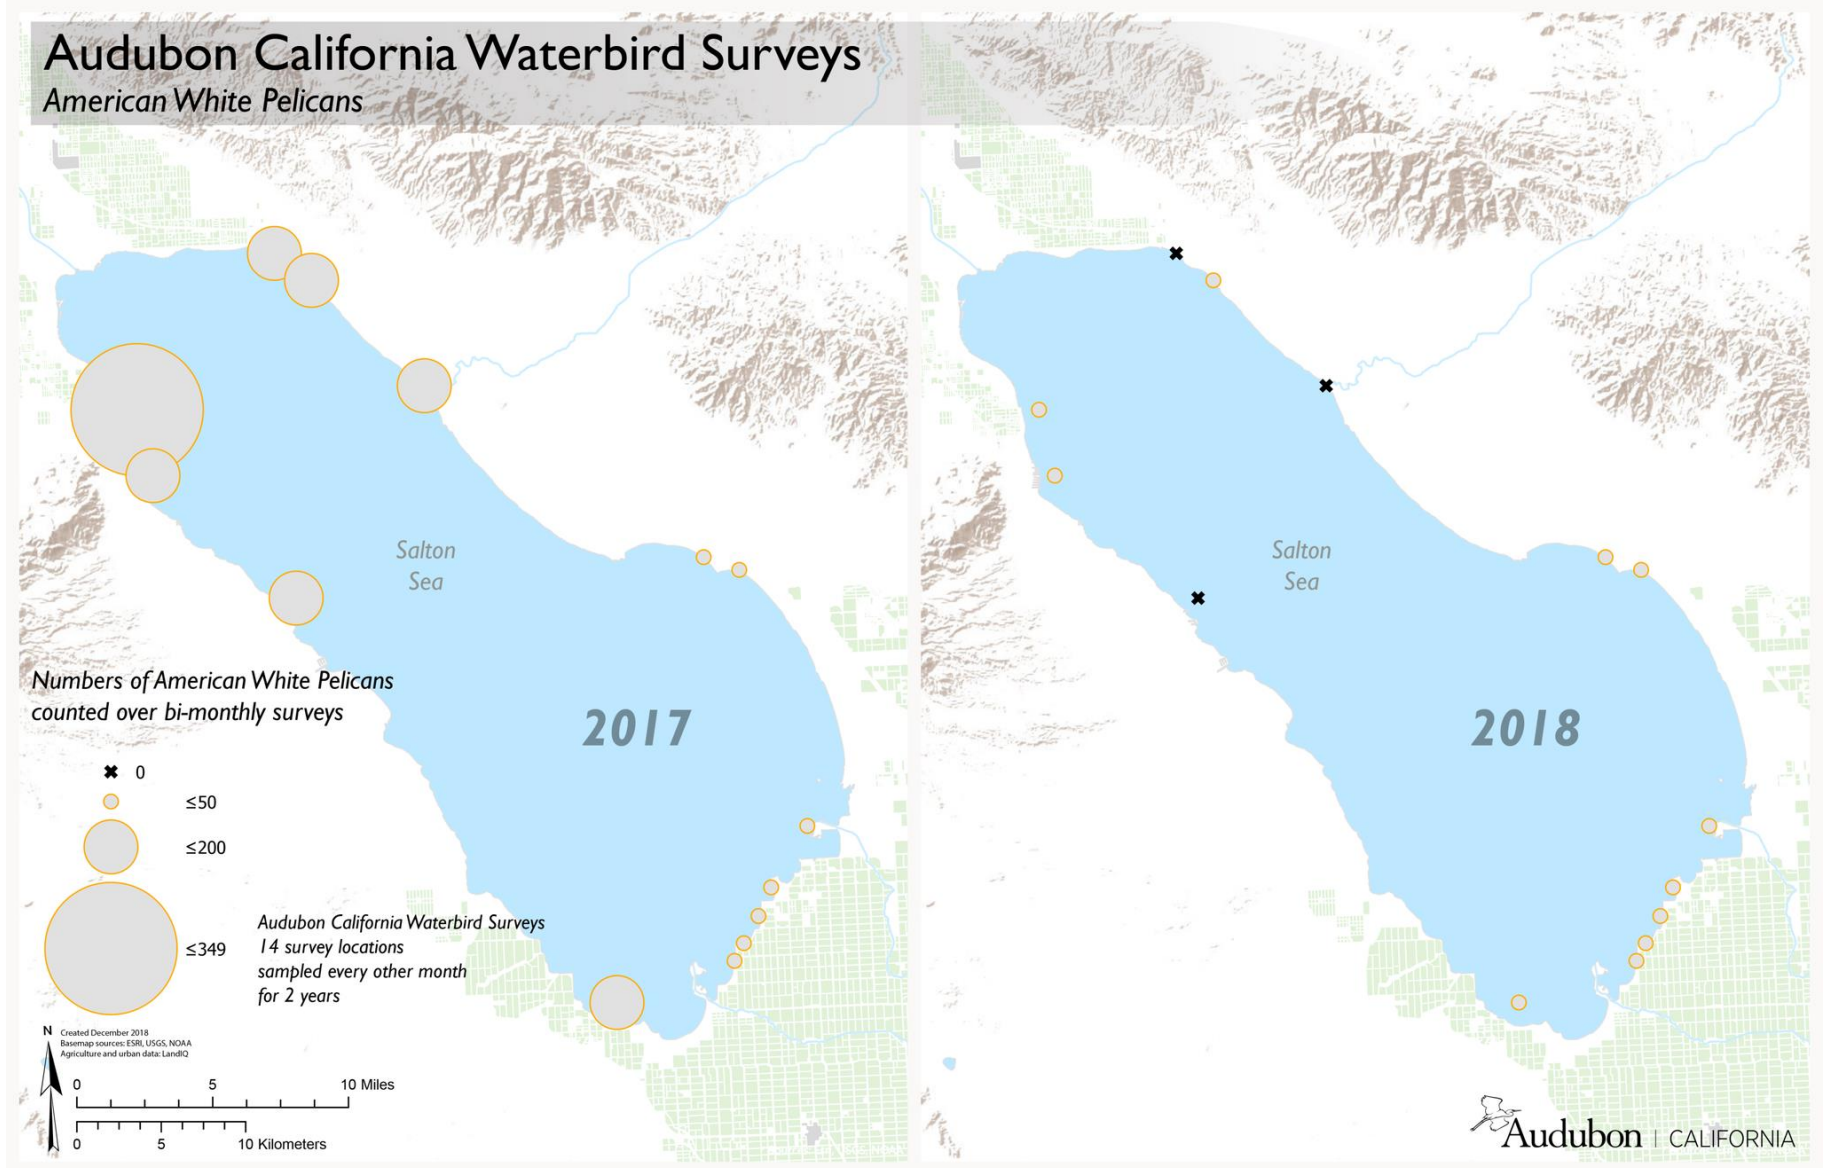 Audubon California Waterbird Surveys
American White Pelicans
Salton
Sea
2017
Salton
Sea
2018
Numbers of American White Pelicans
counted over bi-monthly surveys
0
≤50
≤200
≤349
Audubon California Waterbird Surveys
14 survey locations
sampled every other month
for 2 years
N
Created December 2018
Basemap sources: ESRI, USGS, NOAA
Agriculture and urban data: LandIQ
0 5 10 Miles
0 5 10 Kilometers
Audubon | CALIFORNIA